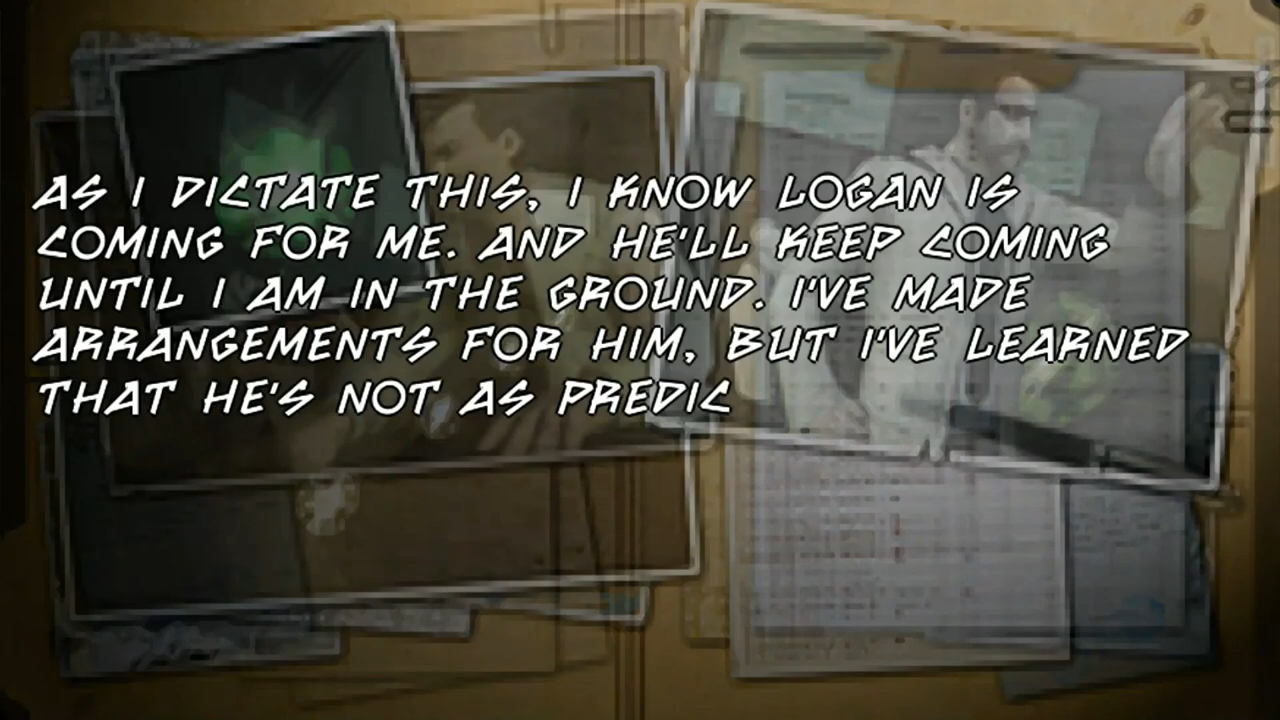 AS I DICTATE THIS, I KNOW LOGAN IS
COMING FOR ME. AND HE'LL KEEP COMING
UNTIL I AM IN THE GROUND. I'VE MADE
ARRANGEMENTS FOR HIM, BUT I'VE LEARNED
THAT HE'S NOT AS PREDIC